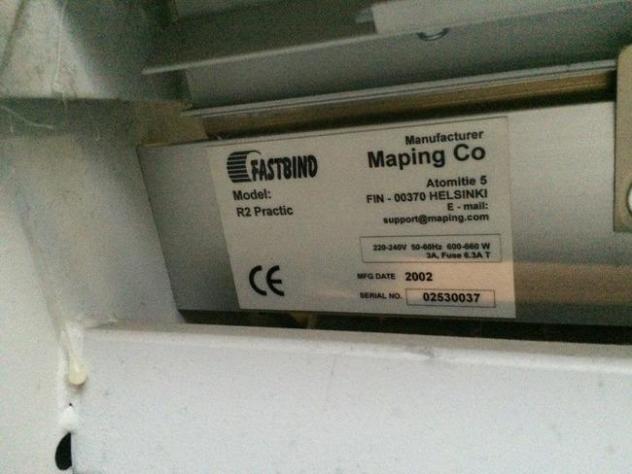 FASTBIND
Model:
R2 Practic
Manufacturer
Maping Co
Atomitie 5
FIN - 00370 HELSINKI
E - mail:
support@maping.com
220-240V 50-60Hz 600-660 W
3A, Fuse 6.3A T
CE
MFG DATE 2002
SERIAL NO. 02530037